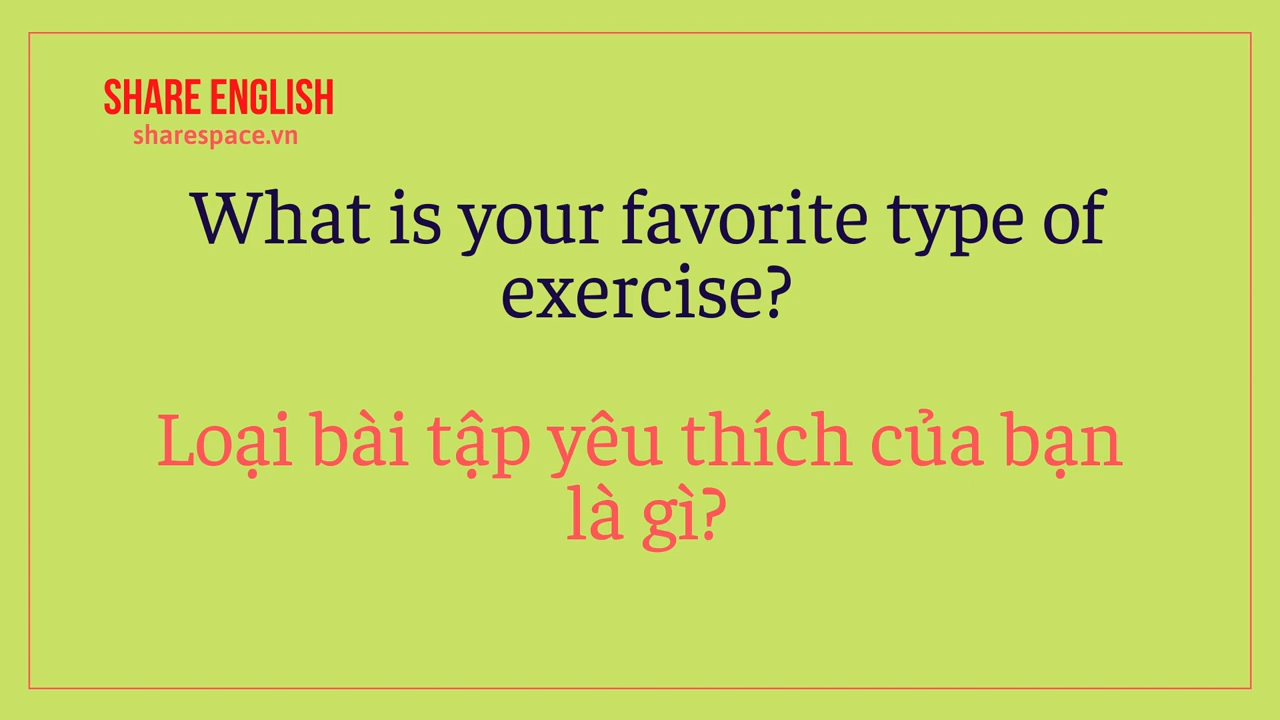 SHARE ENGLISH
sharespace.vn
What is your favorite type of
exercise?
Loại bài tập yêu thích của bạn
là gì?